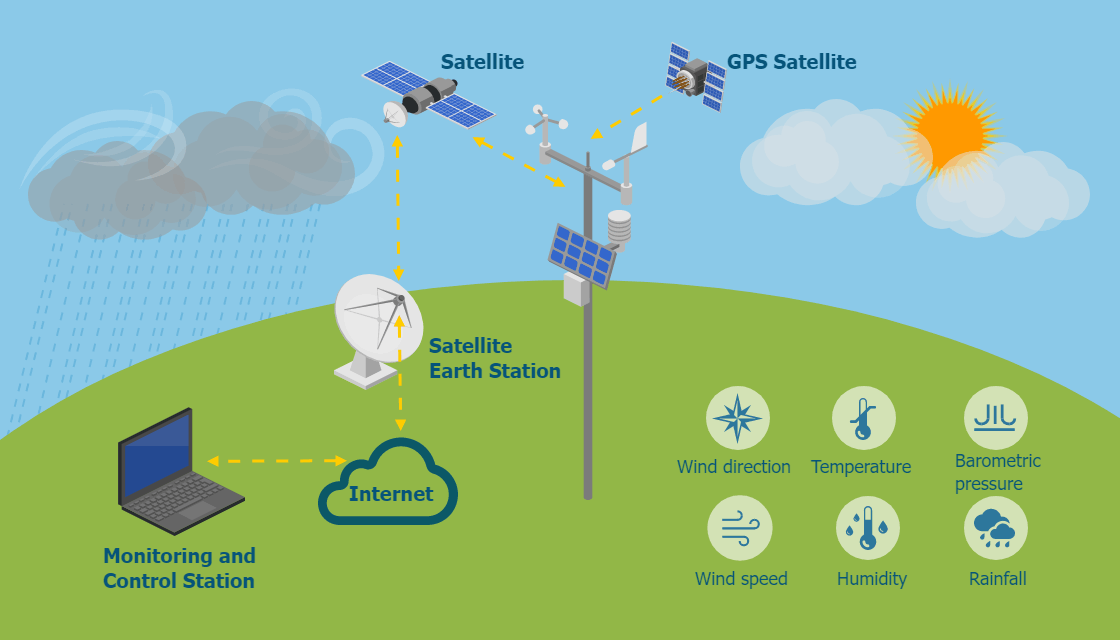 Satellite
GPS Satellite
Satellite
Earth Station
Internet
Monitoring and
Control Station
Wind direction
Temperature
Barometric
pressure
Wind speed
Humidity
Rainfall